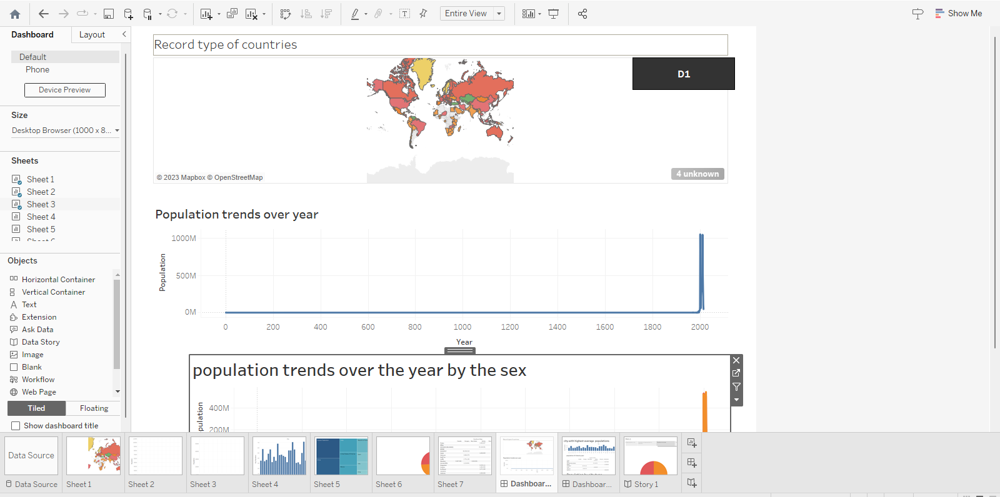 Entire View
Show Me
Dashboard
Layout
Default
Phone
Device Preview
Size
Desktop Browser (1000 x 8...
Sheets
Sheet 1
Sheet 2
Sheet 3
Sheet 4
Sheet 5
Objects
Horizontal Container
Vertical Container
Text
Extension
Ask Data
Data Story
Image
Blank
Workflow
Web Page
Tiled
Floating
Show dashboard title
Record type of countries
D1
© 2023 Mapbox © OpenStreetMap
4 unknown
Population trends over year
Population
1000M
500M
0M
0 200 400 600 800 1000 1200 1400 1600 1800 2000
Year
population trends over the year by the sex
400M
200M
Data Source
Data Source
Sheet 1
Sheet 2
Sheet 3
Sheet 4
Sheet 5
Sheet 6
Sheet 7
Dashboar...
Dashboar...
Story 1